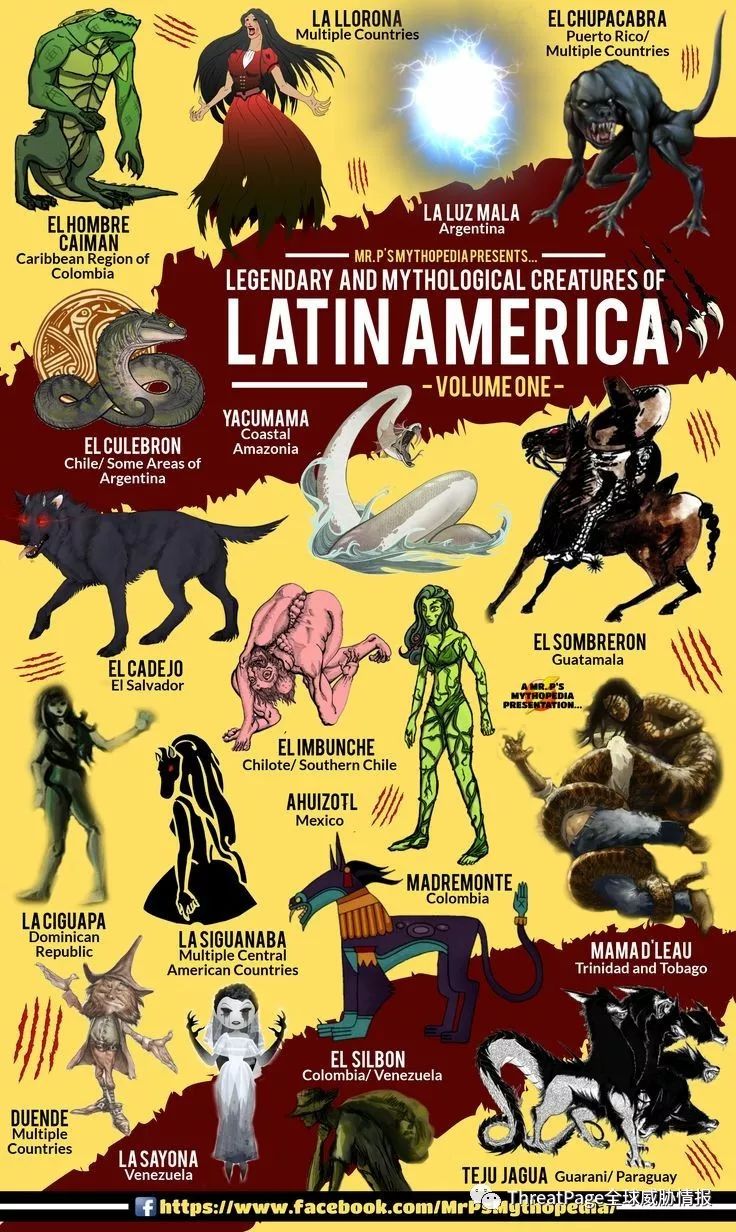 LA LLORONA
Multiple Countries
EL CHUPACABRA
Puerto Rico/
Multiple Countries
EL HOMBRE
CAIMAN
Caribbean Region of
Colombia
LA LUZ MALA
Argentina
MR. P'S MYTHOPEDIA PRESENTS...
LEGENDARY AND MYTHOLOGICAL CREATURES OF
LATIN AMERICA
- VOLUME ONE -
EL CULEBRON
Chile/ Some Areas of
Argentina
YACUMAMA
Coastal
Amazonia
EL SOMBRERON
Guatamala
EL CADEJO
El Salvador
A MR. P'S
MYTHOPEDIA
PRESENTATION...
EL IMBUNCHE
Chilote/ Southern Chile
AHUIZOTL
Mexico
MADREMONTE
Colombia
LA CIGUAPA
Dominican
Republic
LA SIGUANABA
Multiple Central
American Countries
MAMA D'LEAU
Trinidad and Tobago
DUENDE
Multiple
Countries
LA SAYONA
Venezuela
EL SILBON
Colombia/ Venezuela
TEJU JAGUA Guarani/ Paraguay
f https://www.facebook.com/MrPsMythopedia/
ThreatPage全球威胁情报